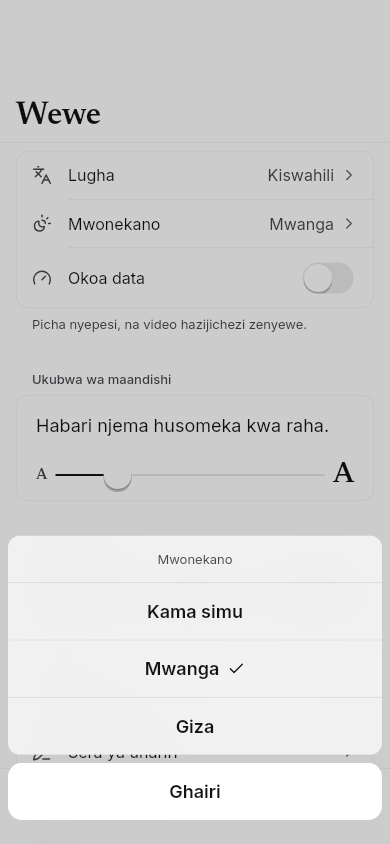 Wewe
Lugha Kiswahili
Mwonekano Mwanga
Okoa data
Picha nyepesi, na video hazijichezi zenyewe.
Ukubwa wa maandishi
Habari njema husomeka kwa raha.
A A
Mwonekano
Kama simu
Mwanga
Giza
Ghairi